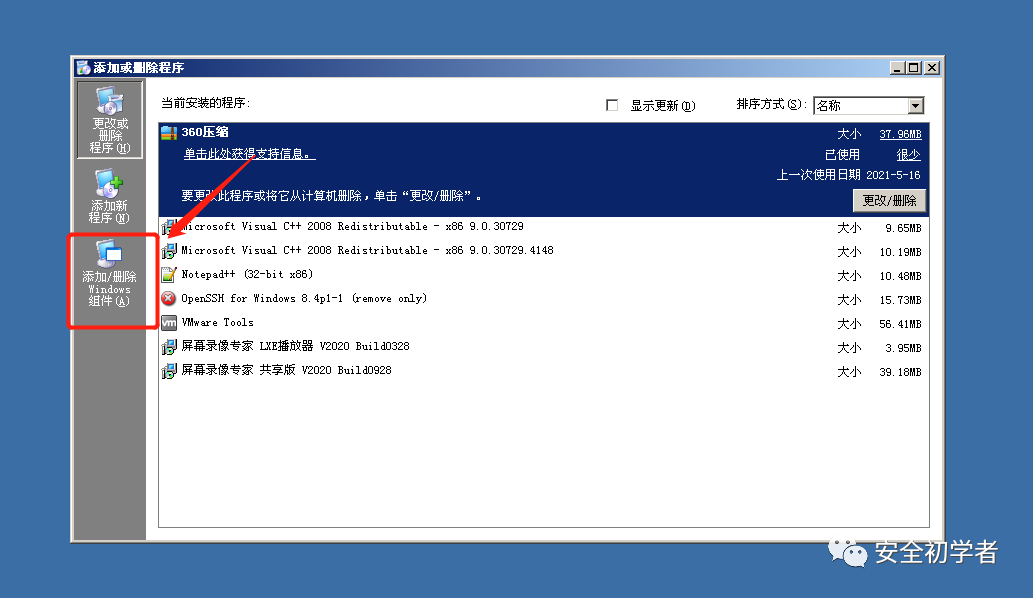 添加或删除程序
更改或
删除
程序(H)
添加新
程序(N)
添加/删除
Windows
组件(A)
当前安装的程序:
显示更新(D)
排序方式(S):
名称
360压缩
大小 37.96MB
单击此处获得支持信息。
已使用 很少
上一次使用日期 2021-5-16
要更改此程序或将它从计算机删除,单击“更改/删除”。
更改/删除
Microsoft Visual C++ 2008 Redistributable - x86 9.0.30729 大小 9.65MB
Microsoft Visual C++ 2008 Redistributable - x86 9.0.30729.4148 大小 10.19MB
Notepad++ (32-bit x86) 大小 10.48MB
OpenSSH for Windows 8.4p1-1 (remove only) 大小 15.73MB
vm VMware Tools 大小 56.41MB
屏幕录像专家 LXE播放器 V2020 Build0328 大小 3.95MB
屏幕录像专家 共享版 V2020 Build0928 大小 39.18MB
安全初学者